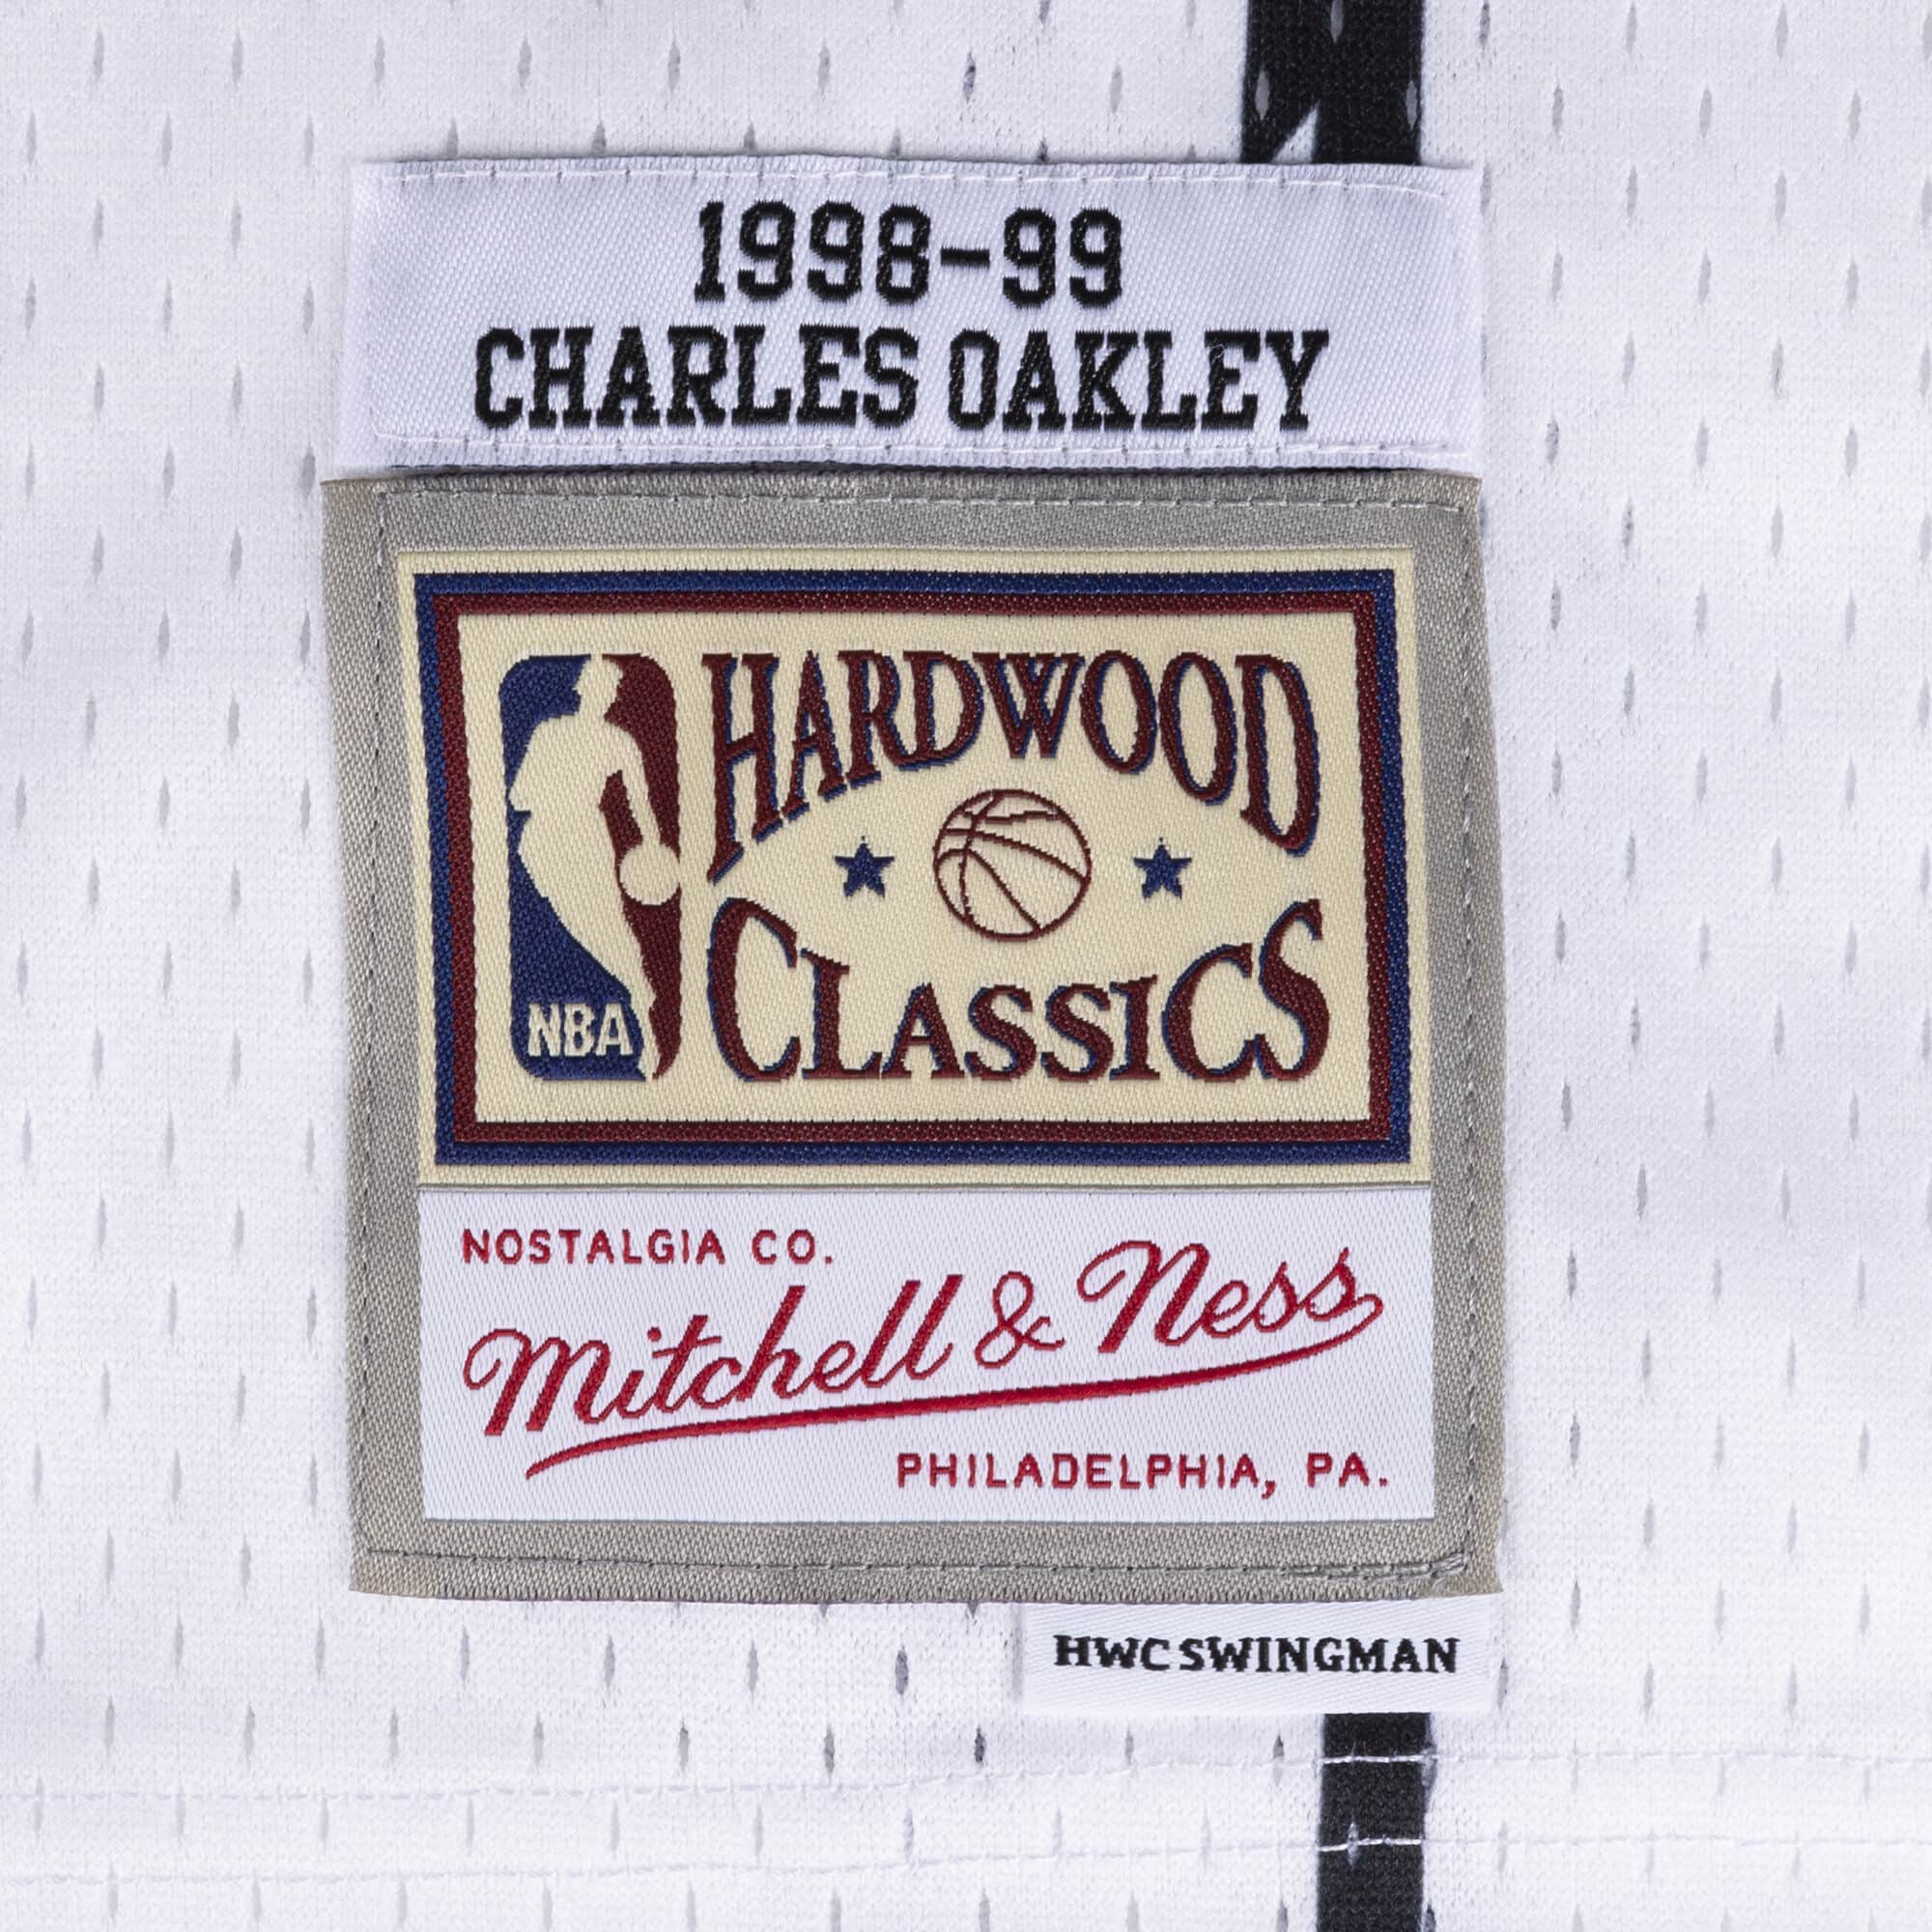 1998-99
CHARLES OAKLEY
HARDWOOD
CLASSICS
NBA
NOSTALGIA CO.
Mitchell & Ness
PHILADELPHIA, PA.
HWC SWINGMAN